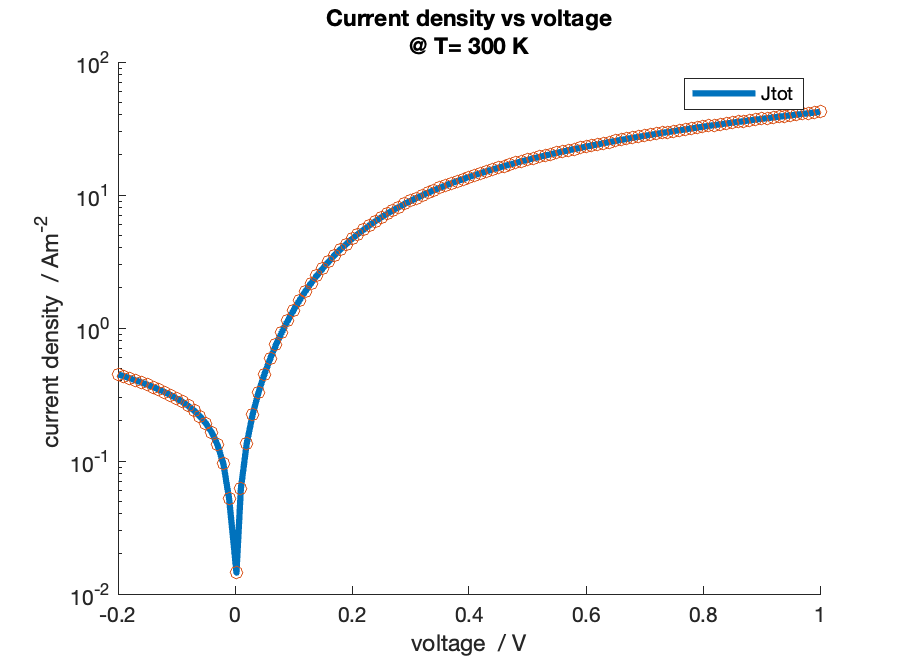 Current density vs voltage
@ T= 300 K
Jtot
current density / Am-2
10^2
10^1
10^0
10^-1
10^-2
-0.2 0 0.2 0.4 0.6 0.8 1
voltage / V